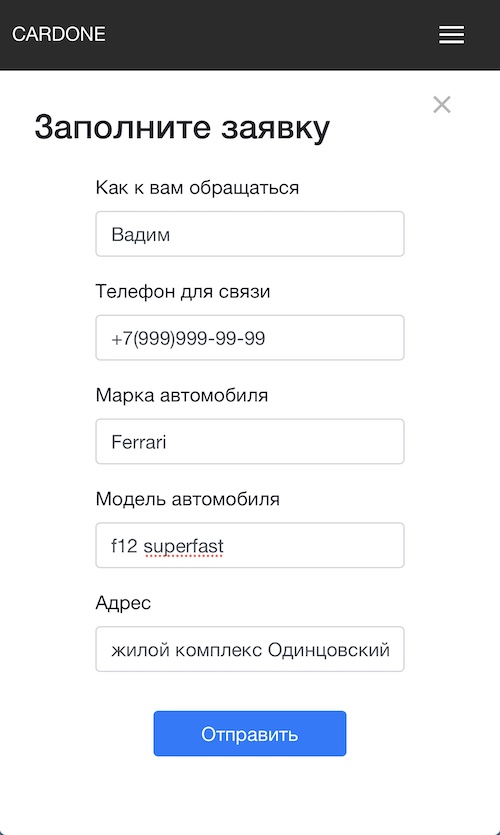 CARDONE
Заполните заявку
Как к вам обращаться
Вадим
Телефон для связи
+7(999)999-99-99
Марка автомобиля
Ferrari
Модель автомобиля
f12 superfast
Адрес
жилой комплекс Одинцовский
Отправить